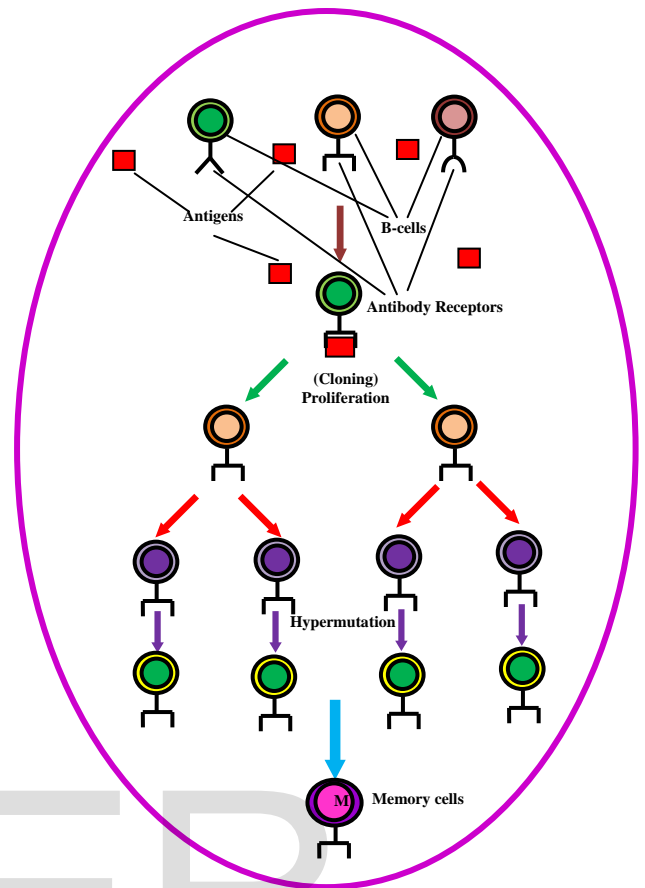 Antigens
B-cells
Antibody Receptors
(Cloning)
Proliferation
Hypermutation
M
Memory cells